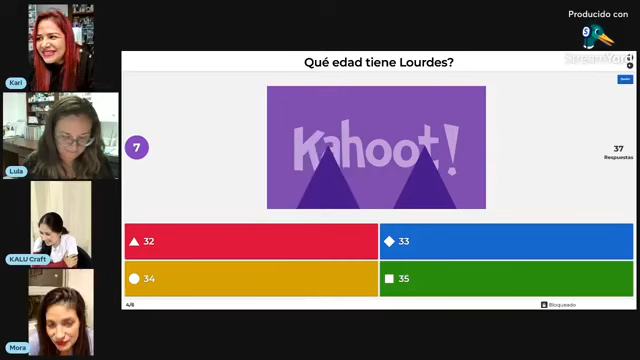 Producido con
StreamYard
Qué edad tiene Lourdes?
Kahoot!
7
37
Respuestas
32
33
34
35
4/6
Bloqueado
Kari
Lula
KALU Craft
Mora